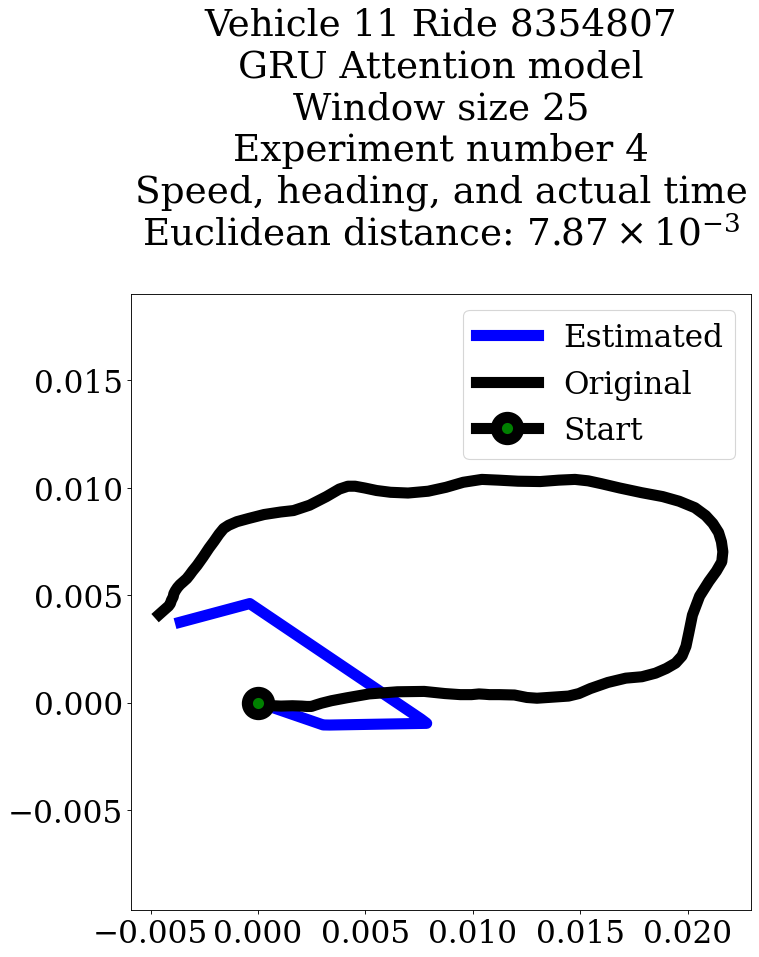 Vehicle 11 Ride 8354807
GRU Attention model
Window size 25
Experiment number 4
Speed, heading, and actual time
Euclidean distance: 7.87 × 10⁻³
Estimated
Original
Start
0.015
0.010
0.005
0.000
−0.005
−0.005 0.000 0.005 0.010 0.015 0.020